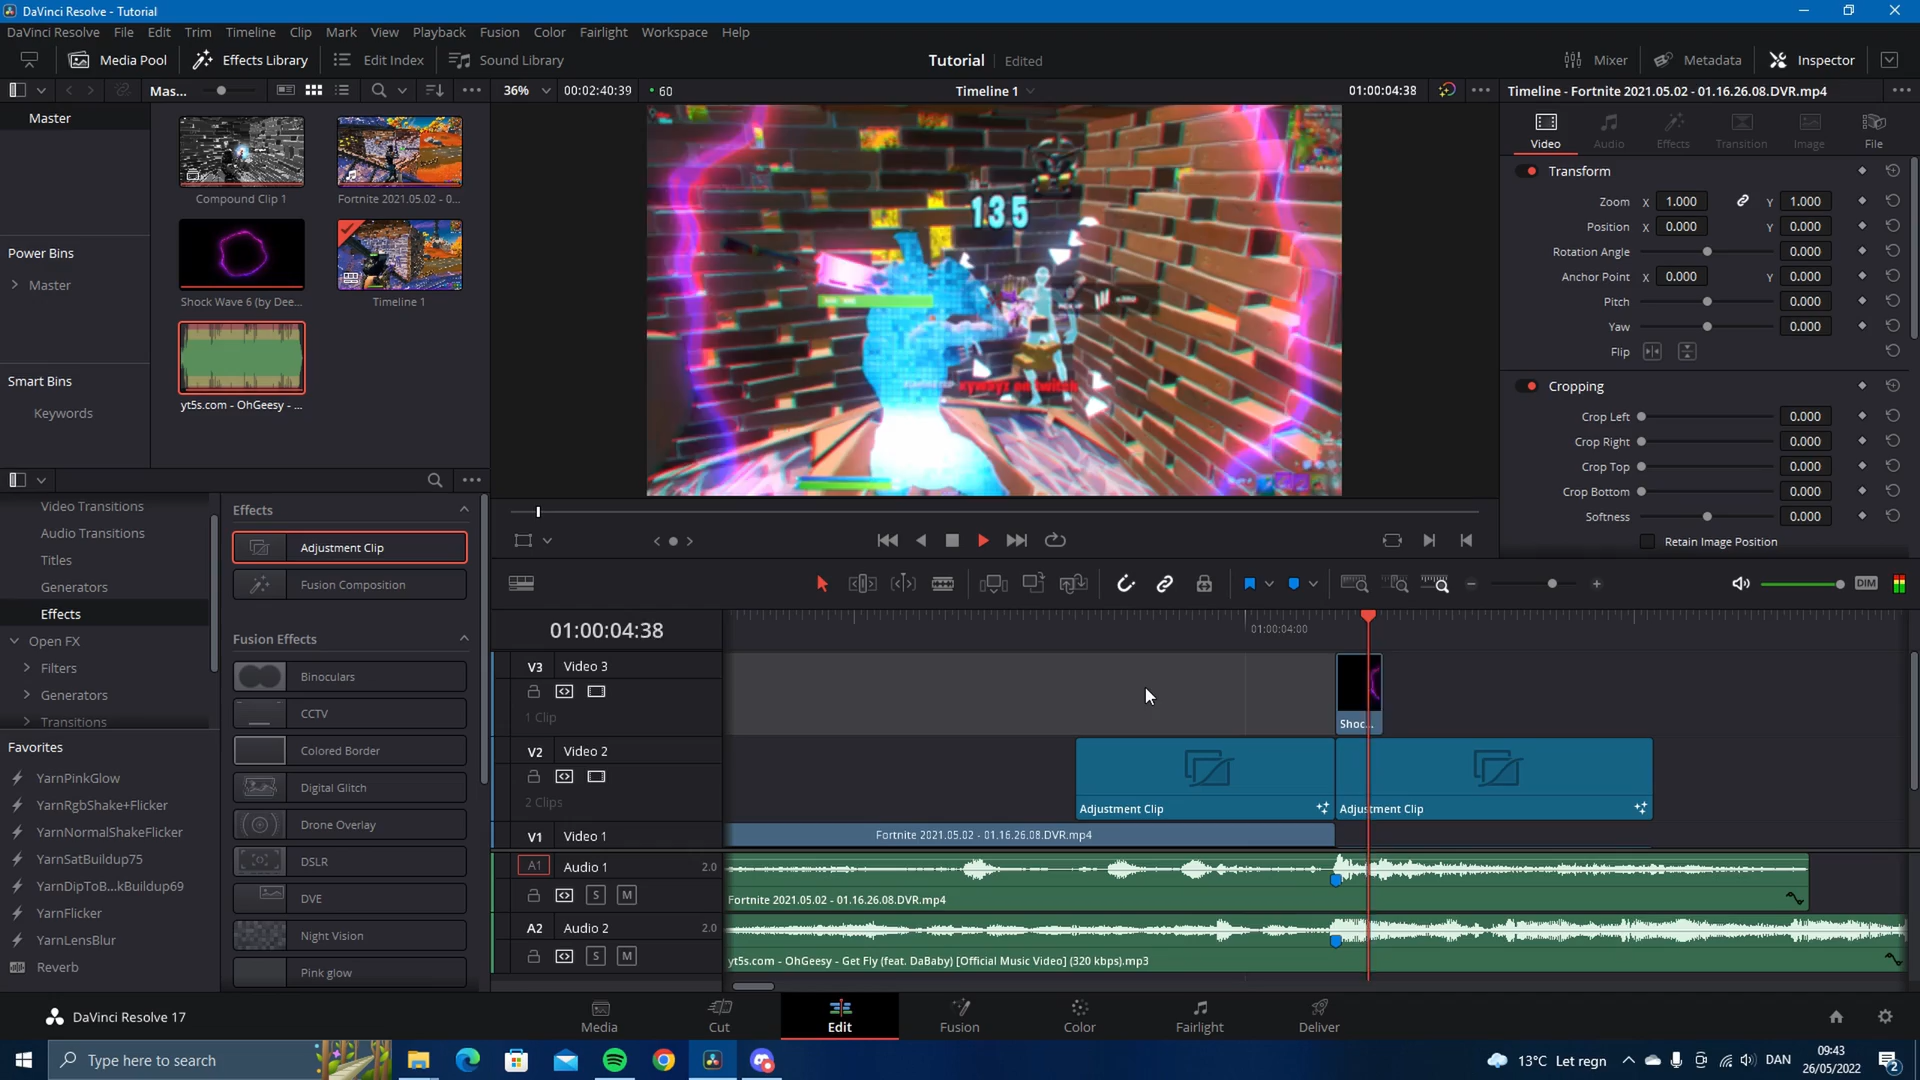 DaVinci Resolve - Tutorial
DaVinci Resolve File Edit Trim Timeline Clip Mark View Playback Fusion Color Fairlight Workspace Help
Media Pool Effects Library Edit Index Sound Library Tutorial Edited Mixer Metadata Inspector
Mas... 36% 00:02:40:39 60 Timeline 1 01:00:04:38 Timeline - Fortnite 2021.05.02 - 01.16.26.08.DVR.mp4
Master
Compound Clip 1
Fortnite 2021.05.02 - 0...
Power Bins
Master
Shock Wave 6 (by Dee...
Timeline 1
Smart Bins
Keywords
yt5s.com - OhGeesy - ...
135
xywayz on twitch
Video Audio Effects Transition Image File
Transform
Zoom X 1.000 Y 1.000
Position X 0.000 Y 0.000
Rotation Angle 0.000
Anchor Point X 0.000 Y 0.000
Pitch 0.000
Yaw 0.000
Flip
Cropping
Crop Left 0.000
Crop Right 0.000
Crop Top 0.000
Crop Bottom 0.000
Softness 0.000
Retain Image Position
Video Transitions
Audio Transitions
Titles
Generators
Effects
Open FX
Filters
Generators
Transitions
Favorites
YarnPinkGlow
YarnRgbShake+Flicker
YarnNormalShakeFlicker
YarnSatBuildup75
YarnDipToB...kBuildup69
YarnFlicker
YarnLensBlur
Reverb
Effects
Adjustment Clip
Fusion Composition
Fusion Effects
Binoculars
CCTV
Colored Border
Digital Glitch
Drone Overlay
DSLR
DVE
Night Vision
Pink glow
DIM
01:00:04:38
01:00:04:00
V3 Video 3
1 Clip
Shoc...
V2 Video 2
2 Clips
Adjustment Clip
Adjustment Clip
V1 Video 1
Fortnite 2021.05.02 - 01.16.26.08.DVR.mp4
A1 Audio 1 2.0
S M
Fortnite 2021.05.02 - 01.16.26.08.DVR.mp4
A2 Audio 2 2.0
S M
yt5s.com - OhGeesy - Get Fly (feat. DaBaby) [Official Music Video] (320 kbps).mp3
DaVinci Resolve 17
Media Cut Edit Fusion Color Fairlight Deliver
Type here to search
13°C Let regn
DAN
09:43
26/05/2022
2